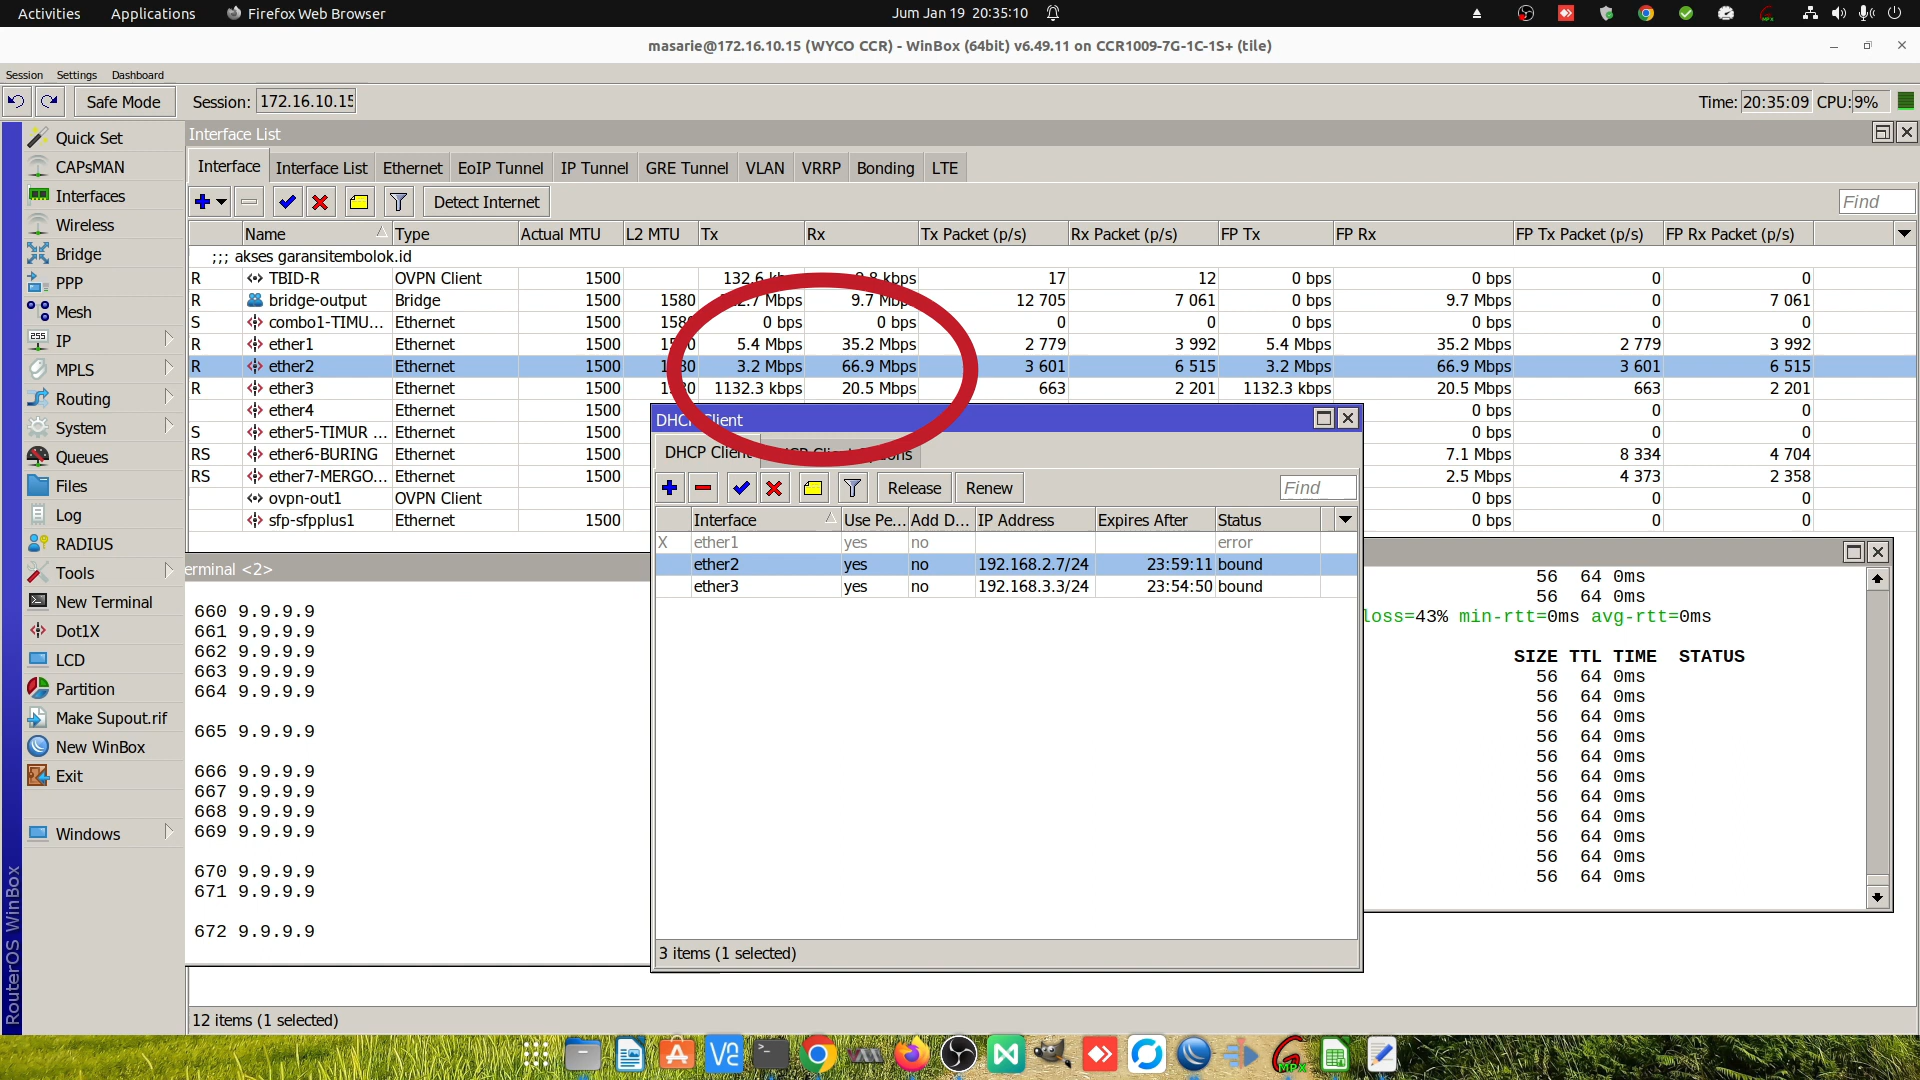 Activities Applications Firefox Web Browser Jum Jan 19 20:35:10
masarie@172.16.10.15 (WYCO CCR) - WinBox (64bit) v6.49.11 on CCR1009-7G-1C-1S+ (tile)
Session Settings Dashboard
Safe Mode Session: 172.16.10.15 Time: 20:35:09 CPU: 9%
Quick Set
CAPsMAN
Interfaces
Wireless
Bridge
PPP
Mesh
IP
MPLS
Routing
System
Queues
Files
Log
RADIUS
Tools
New Terminal
Dot1X
LCD
Partition
Make Supout.rif
New WinBox
Exit
Windows
RouterOS WinBox
Interface List
Interface Interface List Ethernet EoIP Tunnel IP Tunnel GRE Tunnel VLAN VRRP Bonding LTE
Detect Internet Find
Name Type Actual MTU L2 MTU Tx Rx Tx Packet (p/s) Rx Packet (p/s) FP Tx FP Rx FP Tx Packet (p/s) FP Rx Packet (p/s)
;;; akses garansitembolok.id
R TBID-R OVPN Client 1500 132.6 kbps kbps 17 12 0 bps 0 bps 0 0
R bridge-output Bridge 1500 1580 Mbps 9.7 Mbps 12 705 7 061 0 bps 9.7 Mbps 0 7 061
S combo1-TIMU... Ethernet 1500 0 bps 0 bps 0 0 0 bps 0 bps 0 0
R ether1 Ethernet 1500 5.4 Mbps 35.2 Mbps 2 779 3 992 5.4 Mbps 35.2 Mbps 2 779 3 992
R ether2 Ethernet 1500 3.2 Mbps 66.9 Mbps 3 601 6 515 3.2 Mbps 66.9 Mbps 3 601 6 515
R ether3 Ethernet 1500 1132.3 kbps 20.5 Mbps 663 2 201 1132.3 kbps 20.5 Mbps 663 2 201
ether4 Ethernet 1500 0 bps 0 0
S ether5-TIMUR ... Ethernet 1500 0 bps 0 0
RS ether6-BURING Ethernet 1500 7.1 Mbps 8 334 4 704
RS ether7-MERGO... Ethernet 1500 2.5 Mbps 4 373 2 358
ovpn-out1 OVPN Client 0 bps 0 0
sfp-sfpplus1 Ethernet 1500 0 bps 0 0
DHCP Client
DHCP Client DHCP Client Options
Release Renew Find
Interface Use Pe... Add D... IP Address Expires After Status
X ether1 yes no error
ether2 yes no 192.168.2.7/24 23:59:11 bound
ether3 yes no 192.168.3.3/24 23:54:50 bound
3 items (1 selected)
erminal <2>
660 9.9.9.9
661 9.9.9.9
662 9.9.9.9
663 9.9.9.9
664 9.9.9.9
665 9.9.9.9
666 9.9.9.9
667 9.9.9.9
668 9.9.9.9
669 9.9.9.9
670 9.9.9.9
671 9.9.9.9
672 9.9.9.9
56 64 0ms
56 64 0ms
loss=43% min-rtt=0ms avg-rtt=0ms
SIZE TTL TIME STATUS
56 64 0ms
56 64 0ms
56 64 0ms
56 64 0ms
56 64 0ms
56 64 0ms
56 64 0ms
56 64 0ms
56 64 0ms
56 64 0ms
56 64 0ms
12 items (1 selected)